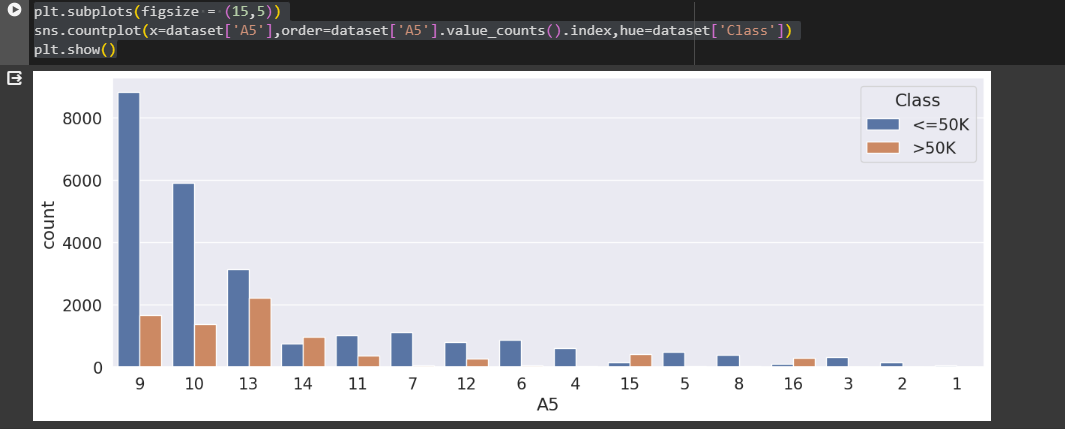 plt.subplots(figsize = (15,5))
sns.countplot(x=dataset['A5'],order=dataset['A5'].value_counts().index,hue=dataset['Class'])
plt.show()
Class
<=50K
>50K
8000
6000
4000
2000
0
count
9 10 13 14 11 7 12 6 4 15 5 8 16 3 2 1
A5